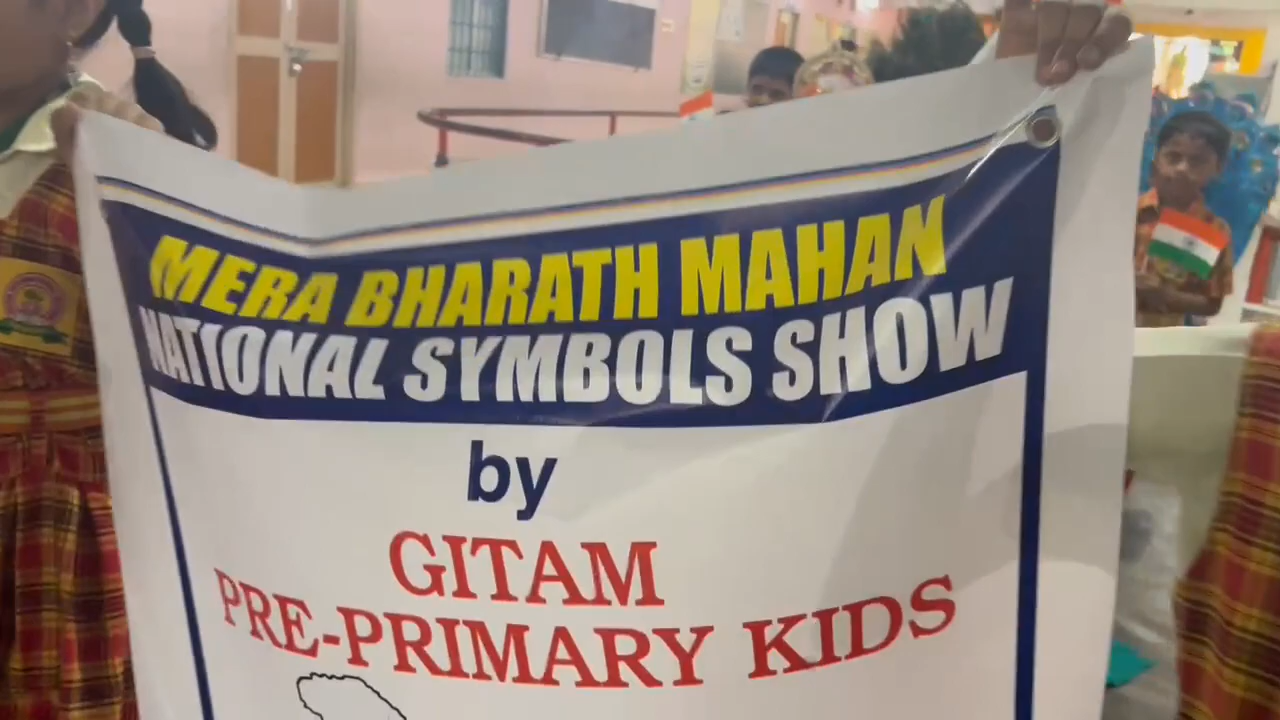 MERA BHARATH MAHAN
NATIONAL SYMBOLS SHOW
by
GITAM
PRE-PRIMARY KIDS